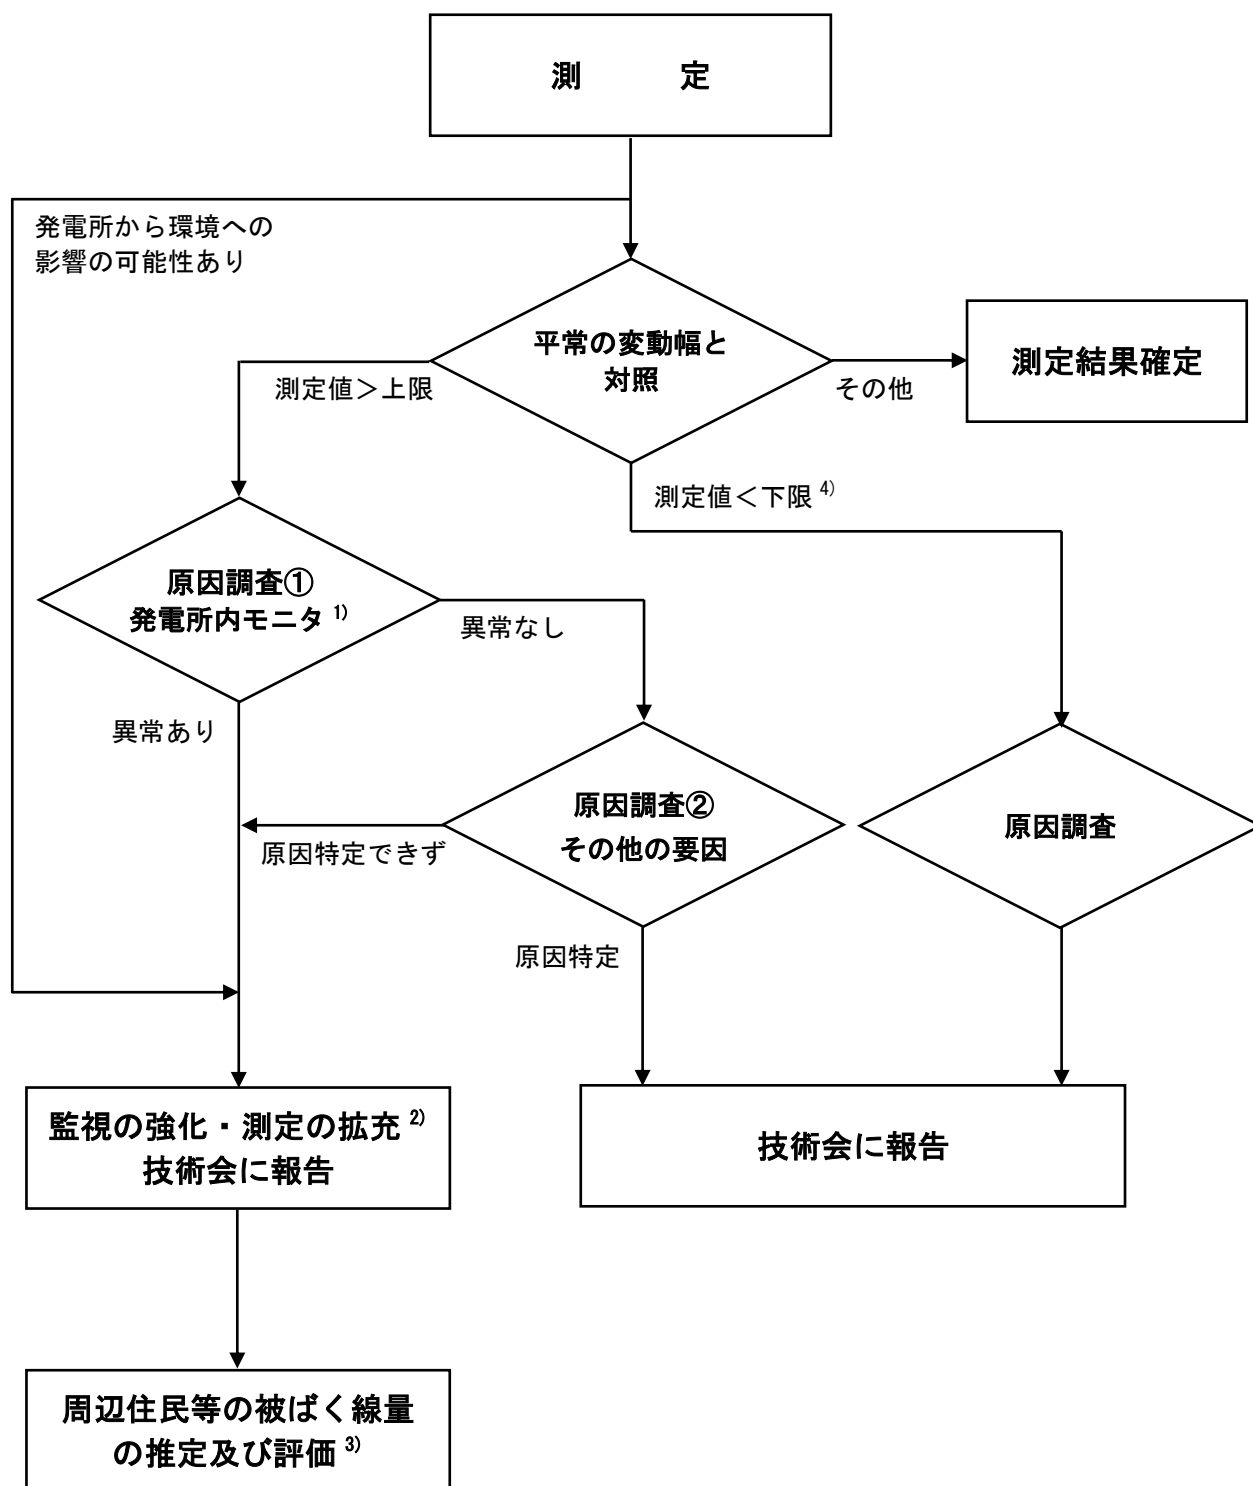 測 定
発電所から環境への
影響の可能性あり
平常の変動幅と
対照
測定結果確定
測定値＞上限
その他
測定値＜下限 4)
原因調査①
発電所内モニタ 1)
異常なし
異常あり
原因調査②
その他の要因
原因調査
原因特定できず
原因特定
監視の強化・測定の拡充 2)
技術会に報告
技術会に報告
周辺住民等の被ばく線量
の推定及び評価 3)